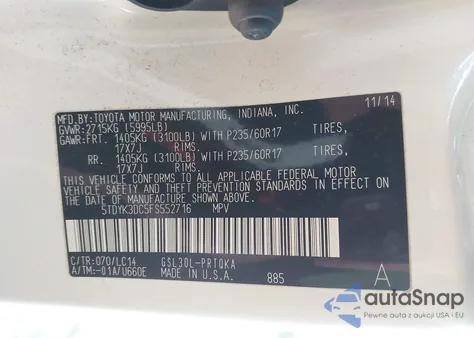 MFD.BY:TOYOTA MOTOR MANUFACTURING, INDIANA, INC. 11/14
GVWR:2715KG (5995LB)
GAWR:FRT. 1405KG (3100LB) WITH P235/60R17 TIRES,
17X7J RIMS.
RR. 1405KG (3100LB) WITH P235/60R17 TIRES,
17X7J RIMS.
THIS VEHICLE CONFORMS TO ALL APPLICABLE FEDERAL MOTOR
VEHICLE SAFETY, BUMPER, AND THEFT PREVENTION STANDARDS IN EFFECT
ON THE DATE OF MANUFACTURE SHOWN ABOVE.
5TDYK3DC5FS552716 MPV
C/TR:070/LC14 GSL30L-PRTQKA
A/TM:-01A/U660E MADE IN U.S.A. 885 A
autaSnap
Pewne auta z aukcji USA i EU